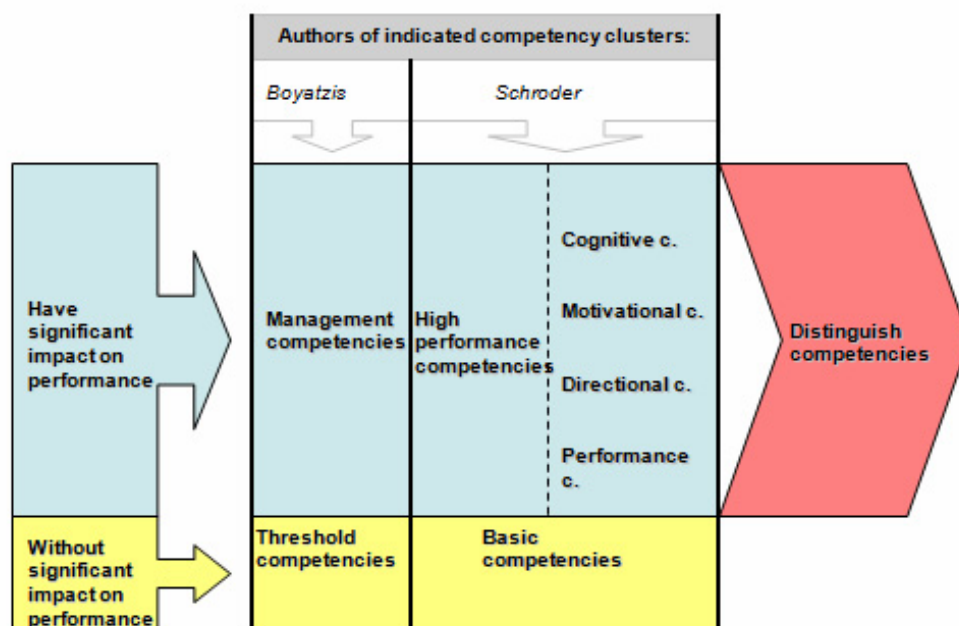 Authors of indicated competency clusters:
Boyatzis
Schroder
Have
significant
impact on
performance
Management
competencies
High
performance
competencies
Cognitive c.
Motivational c.
Directional c.
Performance
c.
Distinguish
competencies
Without
significant
impact on
performance
Threshold
competencies
Basic
competencies